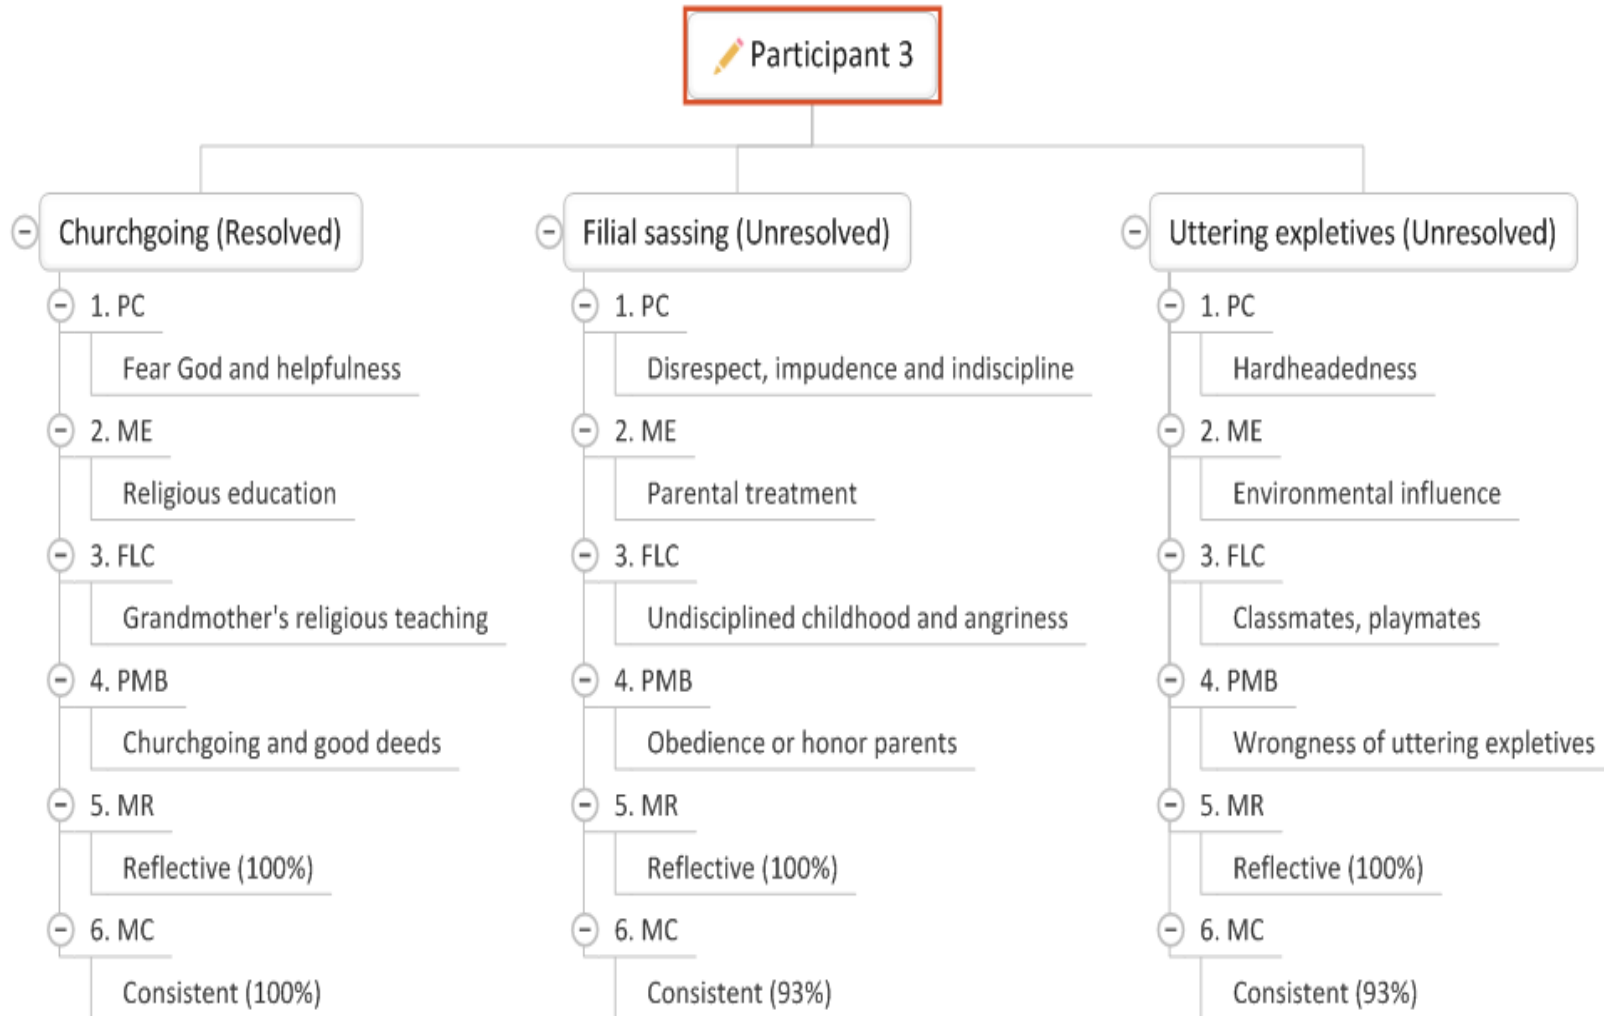 Participant 3
Churchgoing (Resolved)
1. PC
Fear God and helpfulness
2. ME
Religious education
3. FLC
Grandmother's religious teaching
4. PMB
Churchgoing and good deeds
5. MR
Reflective (100%)
6. MC
Consistent (100%)
Filial sassing (Unresolved)
1. PC
Disrespect, impudence and indiscipline
2. ME
Parental treatment
3. FLC
Undisciplined childhood and angriness
4. PMB
Obedience or honor parents
5. MR
Reflective (100%)
6. MC
Consistent (93%)
Uttering expletives (Unresolved)
1. PC
Hardheadedness
2. ME
Environmental influence
3. FLC
Classmates, playmates
4. PMB
Wrongness of uttering expletives
5. MR
Reflective (100%)
6. MC
Consistent (93%)